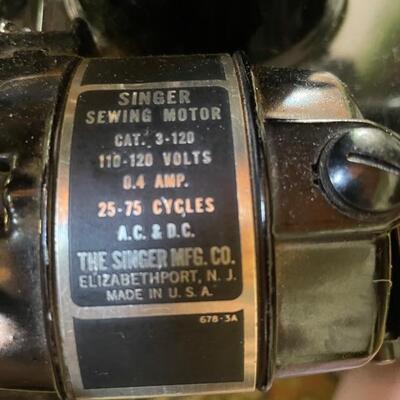 SINGER
SEWING MOTOR
CAT. 3-120
110-120 VOLTS
0.4 AMP.
25-75 CYCLES
A.C. & D.C.
THE SINGER MFG. CO.
ELIZABETHPORT, N. J.
MADE IN U. S. A.
678-3A